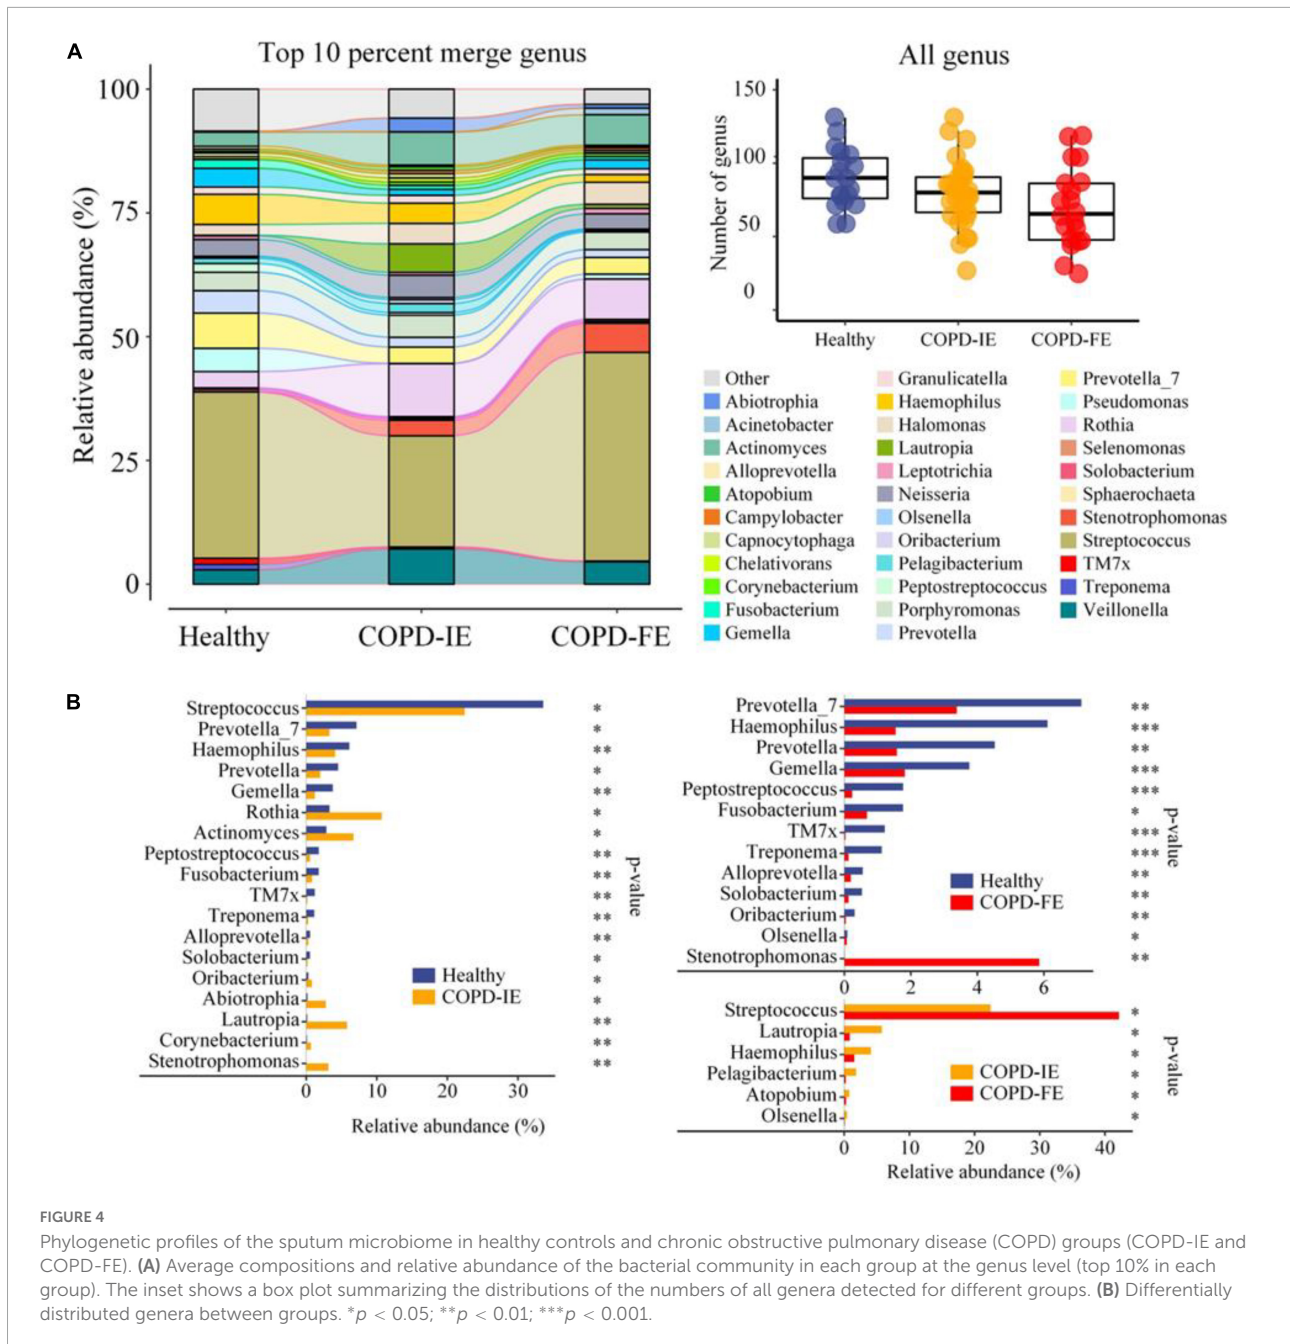 A
Top 10 percent merge genus
Relative abundance (%)
100
75
50
25
0
Healthy
COPD-IE
COPD-FE
All genus
Number of genus
150
100
50
0
Healthy
COPD-IE
COPD-FE
Other
Abiotrophia
Acinetobacter
Actinomyces
Alloprevotella
Atopobium
Campylobacter
Capnocytophaga
Chelativorans
Corynebacterium
Fusobacterium
Gemella
Granulicatella
Haemophilus
Halomonas
Lautropia
Leptotrichia
Neisseria
Olsenella
Oribacterium
Pelagibacterium
Peptostreptococcus
Porphyromonas
Prevotella
Prevotella_7
Pseudomonas
Rothia
Selenomonas
Solobacterium
Sphaerochaeta
Stenotrophomonas
Streptococcus
TM7x
Treponema
Veillonella
B
Streptococcus *
Prevotella_7 *
Haemophilus **
Prevotella *
Gemella **
Rothia *
Actinomyces *
Peptostreptococcus **
Fusobacterium **
TM7x **
Treponema **
Alloprevotella **
Solobacterium *
Oribacterium *
Abiotrophia *
Lautropia **
Corynebacterium **
Stenotrophomonas **
p-value
Healthy
COPD-IE
0 10 20 30
Relative abundance (%)
Prevotella_7 **
Haemophilus ***
Prevotella **
Gemella ***
Peptostreptococcus ***
Fusobacterium *
TM7x ***
Treponema ***
Alloprevotella **
Solobacterium **
Oribacterium **
Olsenella *
Stenotrophomonas **
p-value
Healthy
COPD-FE
0 2 4 6
Streptococcus *
Lautropia *
Haemophilus *
Pelagibacterium *
Atopobium *
Olsenella *
p-value
COPD-IE
COPD-FE
0 10 20 30 40
Relative abundance (%)
FIGURE 4
Phylogenetic profiles of the sputum microbiome in healthy controls and chronic obstructive pulmonary disease (COPD) groups (COPD-IE and
COPD-FE). (A) Average compositions and relative abundance of the bacterial community in each group at the genus level (top 10% in each
group). The inset shows a box plot summarizing the distributions of the numbers of all genera detected for different groups. (B) Differentially
distributed genera between groups. *p < 0.05; **p < 0.01; ***p < 0.001.